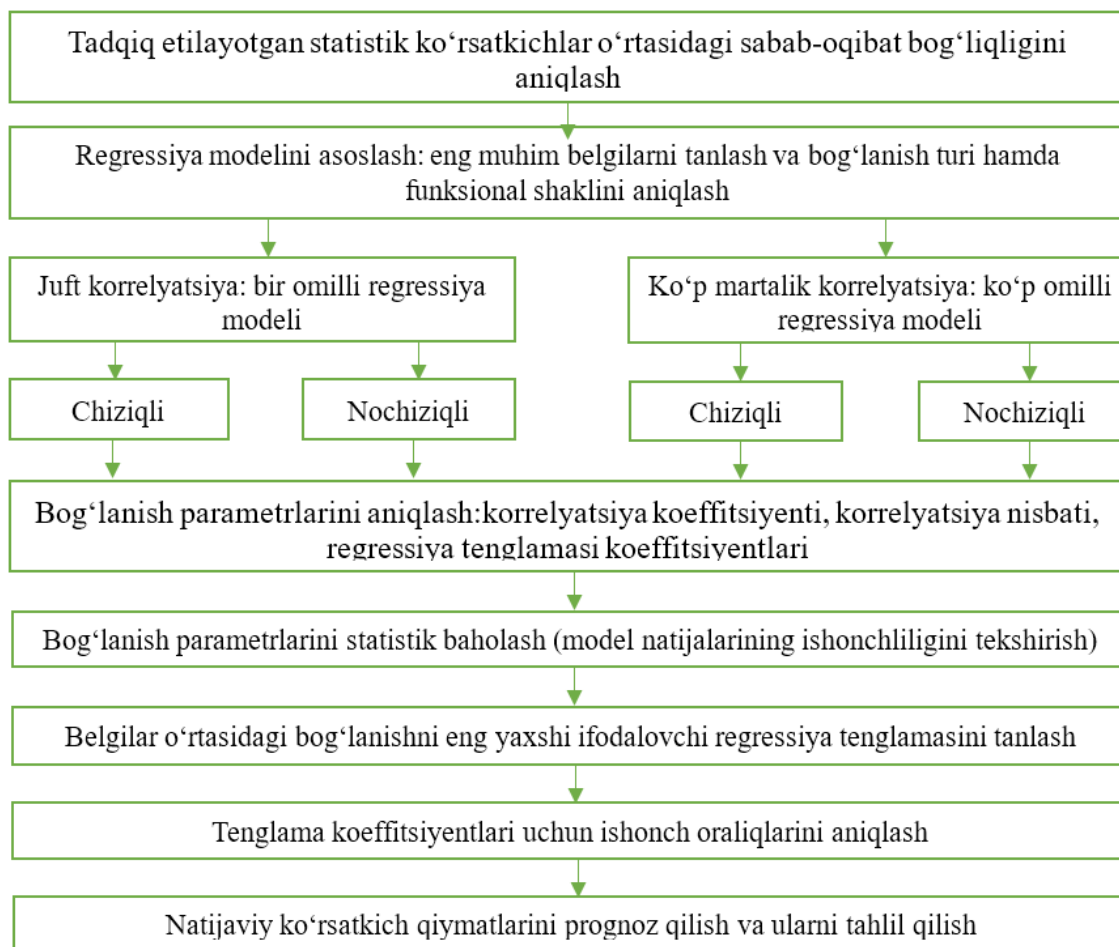 Tadqiq etilayotgan statistik ko‘rsatkichlar o‘rtasidagi sabab-oqibat bog‘liqligini
aniqlash
Regressiya modelini asoslash: eng muhim belgilarni tanlash va bog‘lanish turi hamda
funksional shaklini aniqlash
Juft korrelyatsiya: bir omilli regressiya
modeli
Ko‘p martalik korrelyatsiya: ko‘p omilli
regressiya modeli
Chiziqli
Nochiziqli
Chiziqli
Nochiziqli
Bog‘lanish parametrlarini aniqlash:korrelyatsiya koeffitsiyenti, korrelyatsiya nisbati,
regressiya tenglamasi koeffitsiyentlari
Bog‘lanish parametrlarini statistik baholash (model natijalarining ishonchliligini tekshirish)
Belgilar o‘rtasidagi bog‘lanishni eng yaxshi ifodalovchi regressiya tenglamasini tanlash
Tenglama koeffitsiyentlari uchun ishonch oraliqlarini aniqlash
Natijaviy ko‘rsatkich qiymatlarini prognoz qilish va ularni tahlil qilish